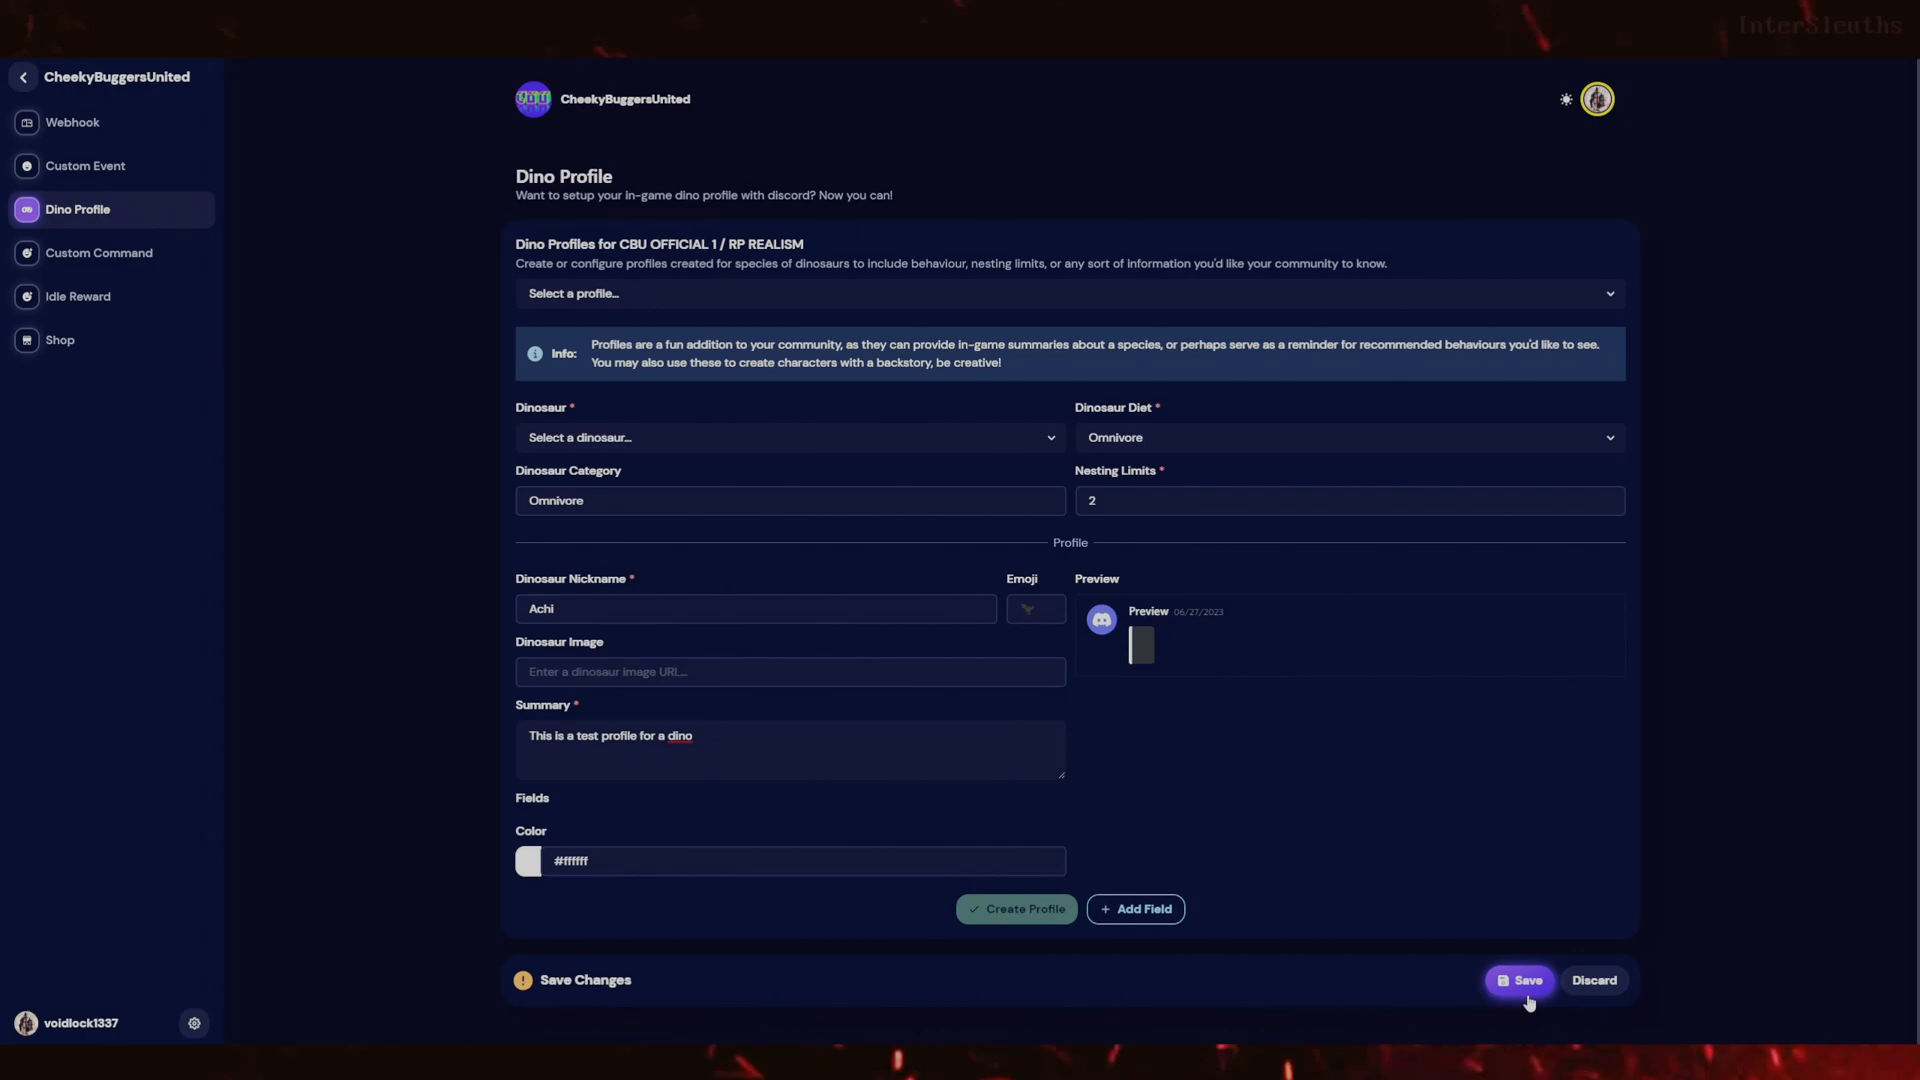 InterSleuths
CheekyBuggersUnited
Webhook
Custom Event
Dino Profile
Custom Command
Idle Reward
Shop
voidlock1337
CheekyBuggersUnited
Dino Profile
Want to setup your in-game dino profile with discord? Now you can!
Dino Profiles for CBU OFFICIAL 1 / RP REALISM
Create or configure profiles created for species of dinosaurs to include behaviour, nesting limits, or any sort of information you'd like your community to know.
Select a profile...
Info:
Profiles are a fun addition to your community, as they can provide in-game summaries about a species, or perhaps serve as a reminder for recommended behaviours you'd like to see.
You may also use these to create characters with a backstory, be creative!
Dinosaur *
Dinosaur Diet *
Select a dinosaur...
Omnivore
Dinosaur Category
Nesting Limits *
Omnivore
2
Profile
Dinosaur Nickname *
Emoji
Preview
Achi
Preview 06/27/2023
Dinosaur Image
Enter a dinosaur image URL...
Summary *
This is a test profile for a dino
Fields
Color
#ffffff
Create Profile
+ Add Field
! Save Changes
Save
Discard